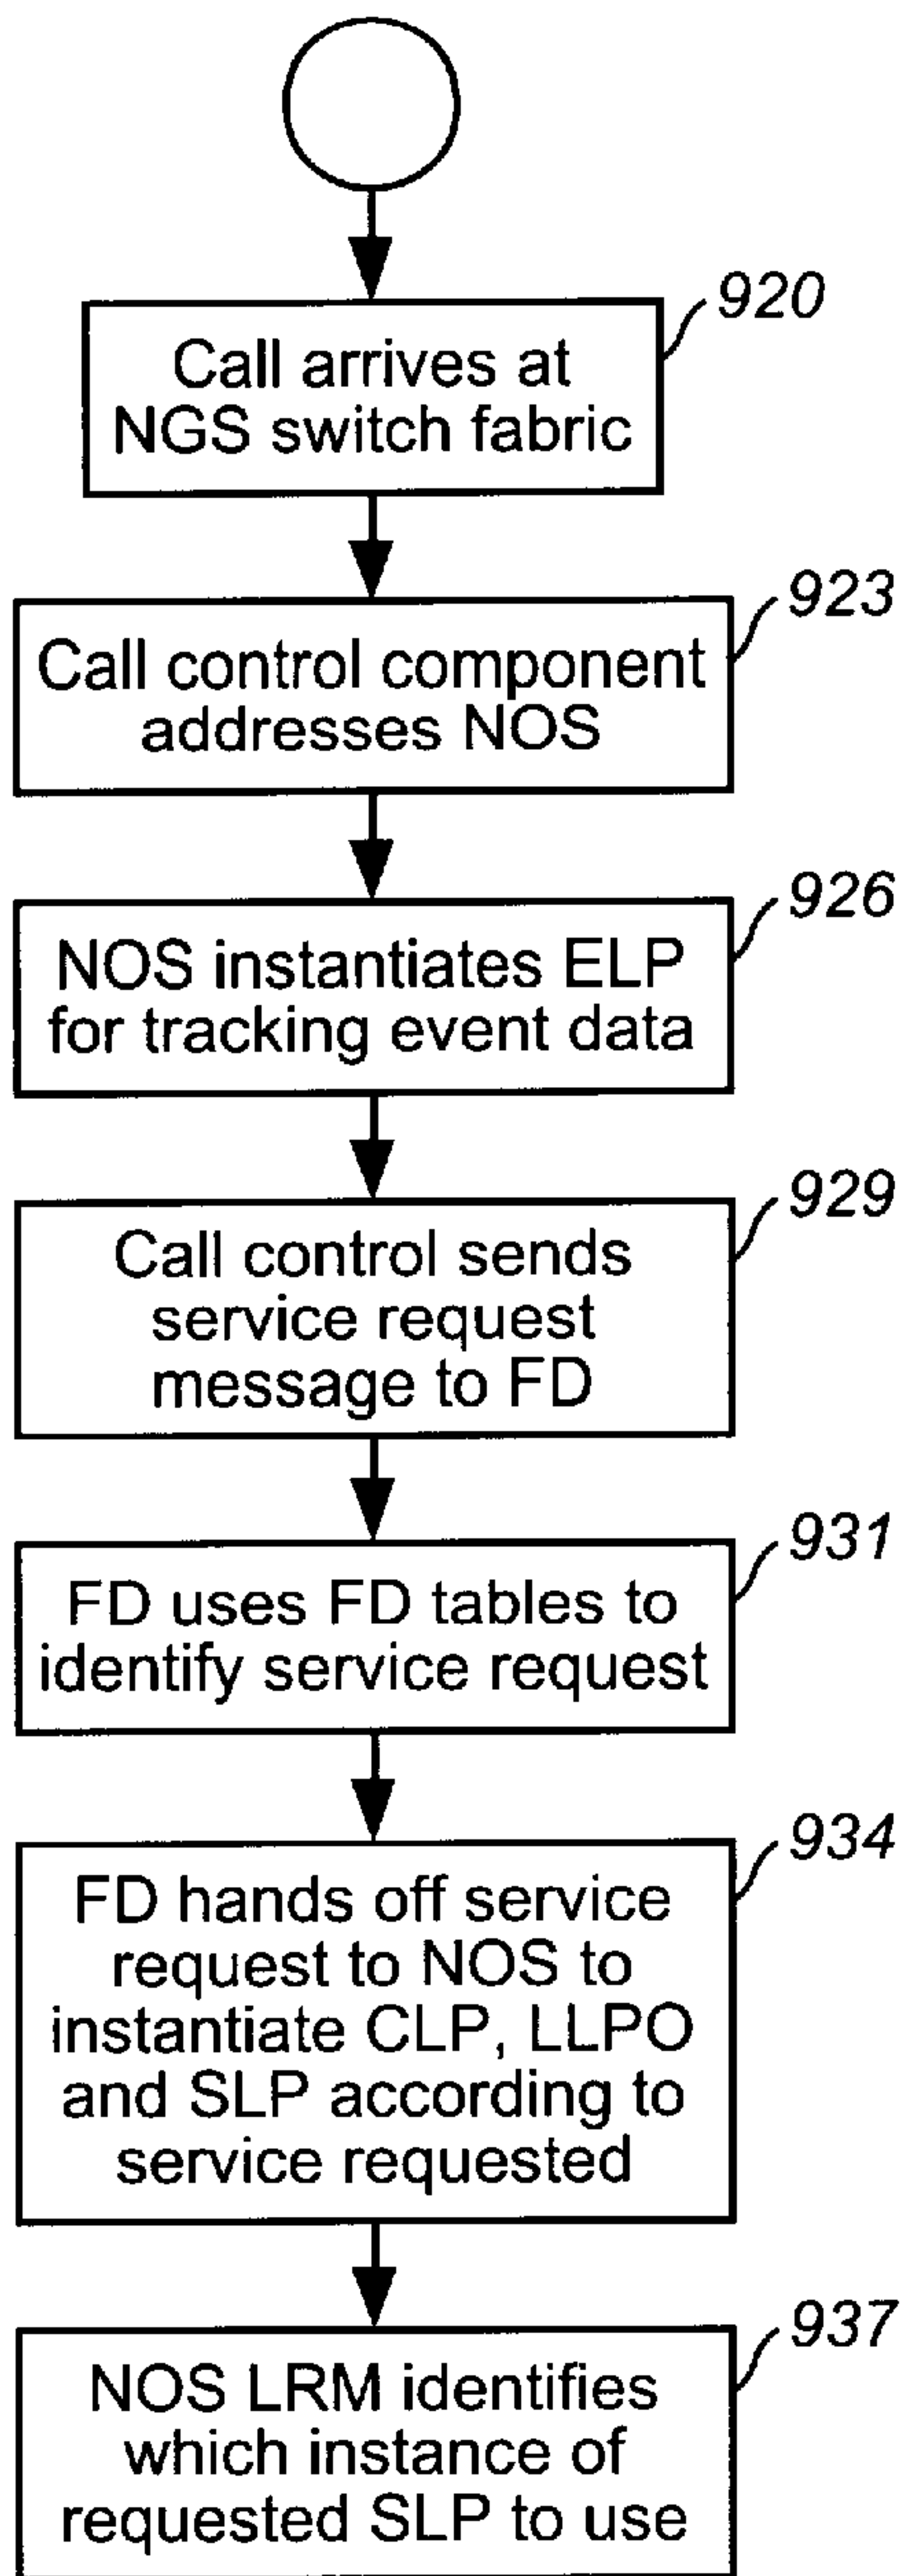 920
Call arrives at
NGS switch fabric
923
Call control component
addresses NOS
926
NOS instantiates ELP
for tracking event data
929
Call control sends
service request
message to FD
931
FD uses FD tables to
identify service request
934
FD hands off service
request to NOS to
instantiate CLP, LLPO
and SLP according to
service requested
937
NOS LRM identifies
which instance of
requested SLP to use